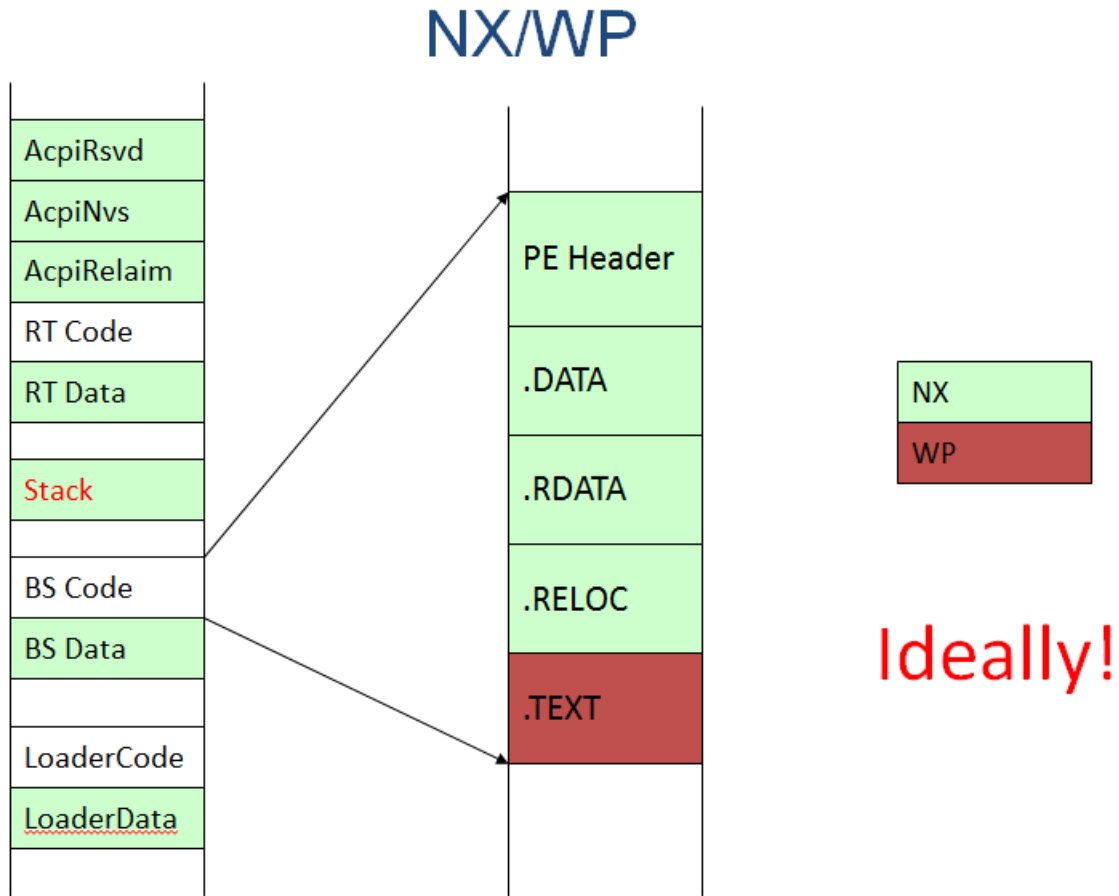 NX/WP
AcpiRsvd
AcpiNvs
AcpiRelaim
RT Code
RT Data
Stack
BS Code
BS Data
LoaderCode
LoaderData
PE Header
.DATA
.RDATA
.RELOC
.TEXT
NX
WP
Ideally!